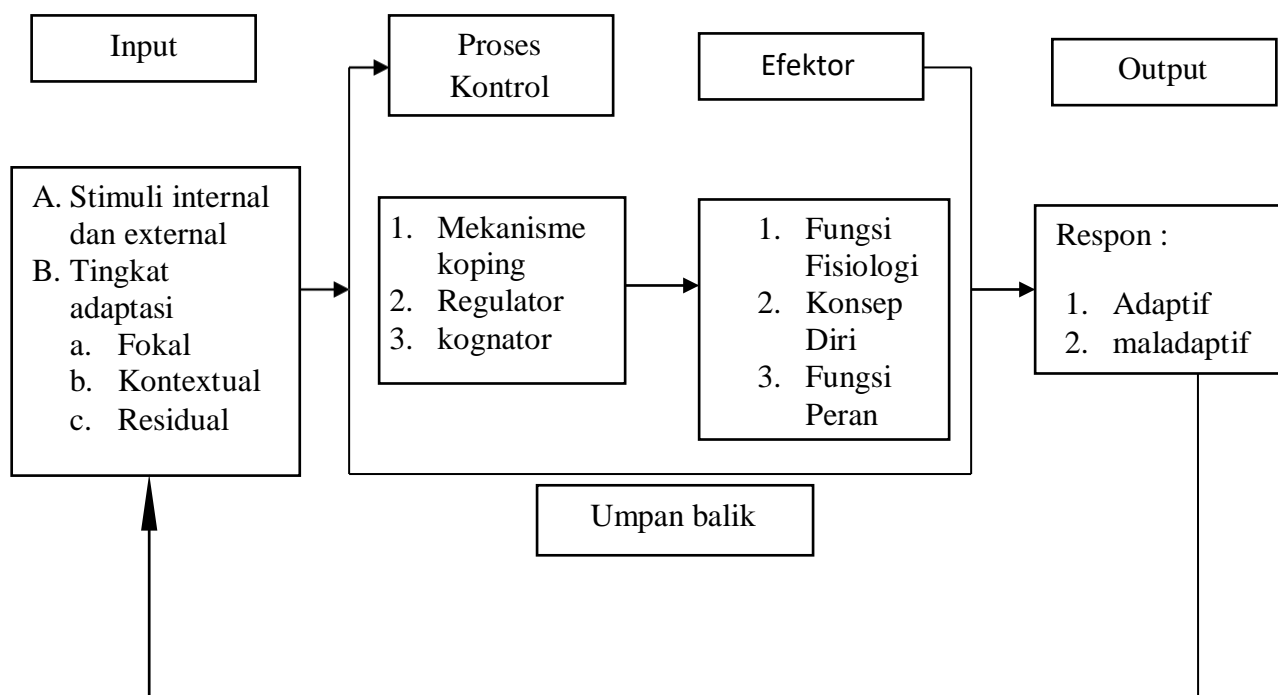 Input
Proses
Kontrol
Efektor
Output
A. Stimuli internal
dan external
B. Tingkat
adaptasi
a. Fokal
b. Kontextual
c. Residual
1. Mekanisme
koping
2. Regulator
3. kognator
1. Fungsi
Fisiologi
2. Konsep
Diri
3. Fungsi
Peran
Respon :
1. Adaptif
2. maladaptif
Umpan balik